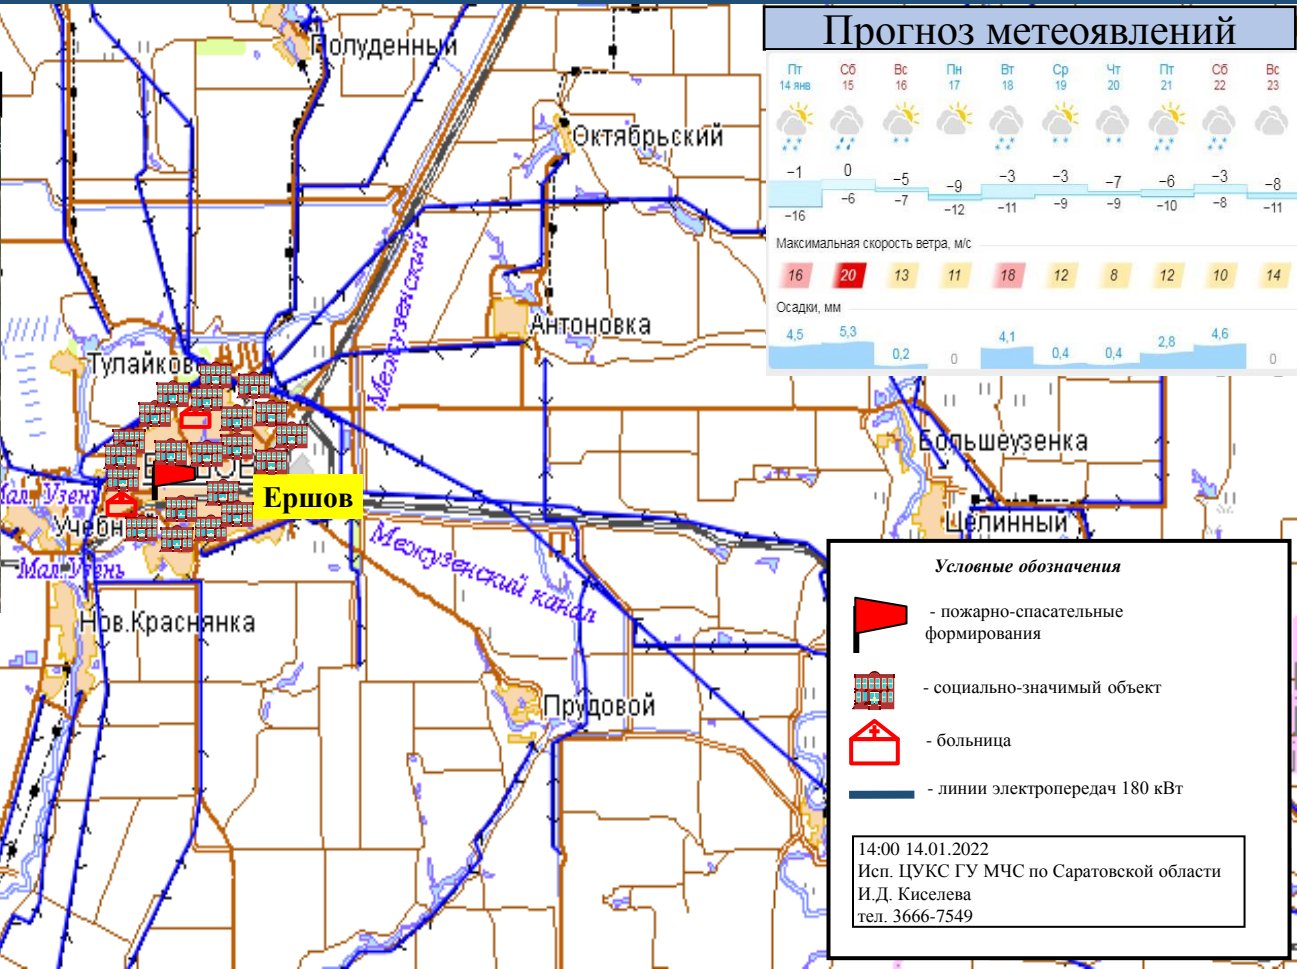 Прогноз метеоявлений
Пт Сб Вс Пн Вт Ср Чт Пт Сб Вс
14 янв 15 16 17 18 19 20 21 22 23
−1 0 −5 −9 −3 −3 −7 −6 −3 −8
−16 −6 −7 −12 −11 −9 −9 −10 −8 −11
Максимальная скорость ветра, м/с
16 20 13 11 18 12 8 12 10 14
Осадки, мм
4,5 5,3 0,2 0 4,1 0,4 0,4 2,8 4,6 0
Полуденный
Октябрьский
Межузенский
Антоновка
Тулайково
Большеузенка
Ершов
Мал. Узень
Учебный
Целинный
Межузенский канал
Мал. Узень
Нов.Краснянка
Прудовой
Условные обозначения
- пожарно-спасательные
формирования
- социально-значимый объект
- больница
- линии электропередач 180 кВт
14:00 14.01.2022
Исп. ЦУКС ГУ МЧС по Саратовской области
И.Д. Киселева
тел. 3666-7549